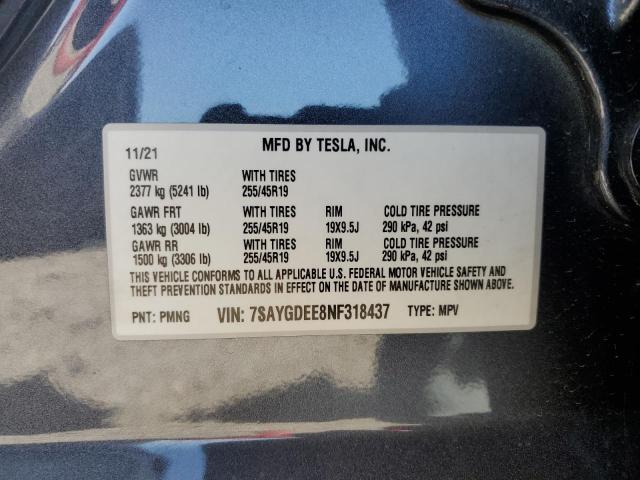 MFD BY TESLA, INC.
11/21
GVWR WITH TIRES
2377 kg (5241 lb) 255/45R19
GAWR FRT WITH TIRES RIM COLD TIRE PRESSURE
1363 kg (3004 lb) 255/45R19 19X9.5J 290 kPa, 42 psi
GAWR RR WITH TIRES RIM COLD TIRE PRESSURE
1500 kg (3306 lb) 255/45R19 19X9.5J 290 kPa, 42 psi
THIS VEHICLE CONFORMS TO ALL APPLICABLE U.S. FEDERAL MOTOR VEHICLE SAFETY AND
THEFT PREVENTION STANDARDS IN EFFECT ON THE DATE OF MANUFACTURE SHOWN ABOVE.
PNT: PMNG VIN: 7SAYGDEE8NF318437 TYPE: MPV